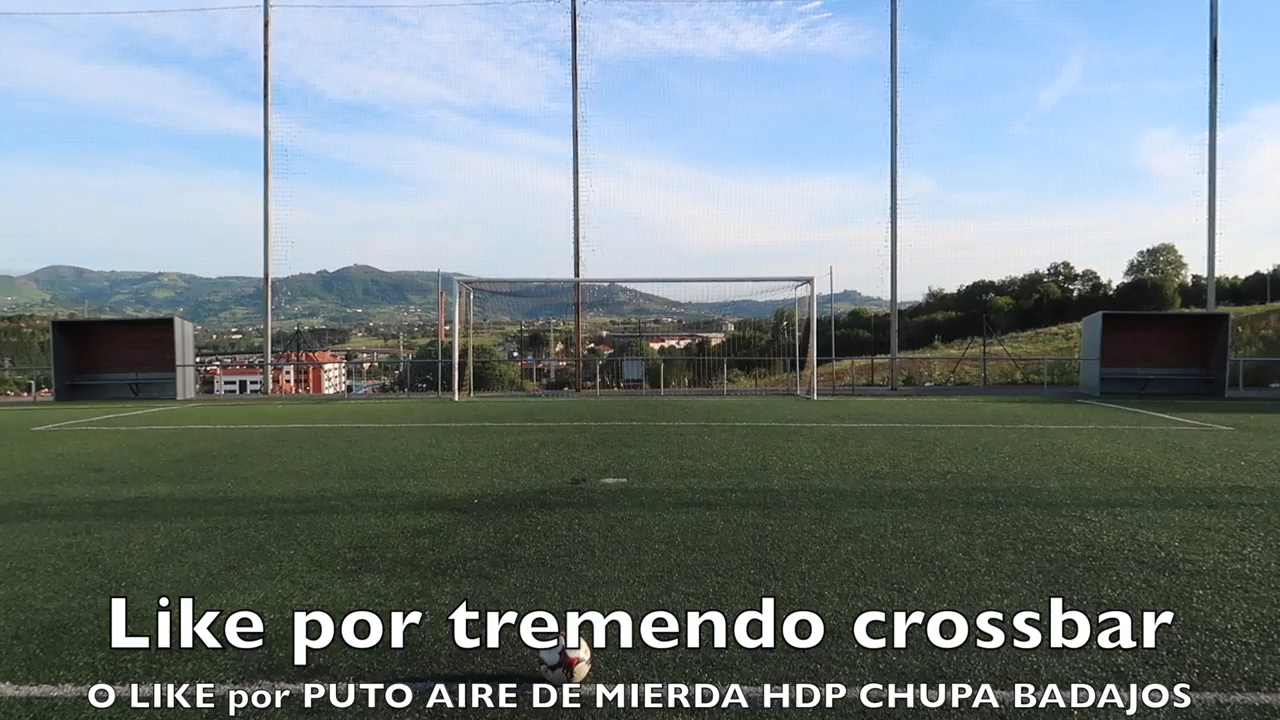 Like por tremendo crossbar
O LIKE por PUTO AIRE DE MIERDA HDP CHUPA BADAJOS